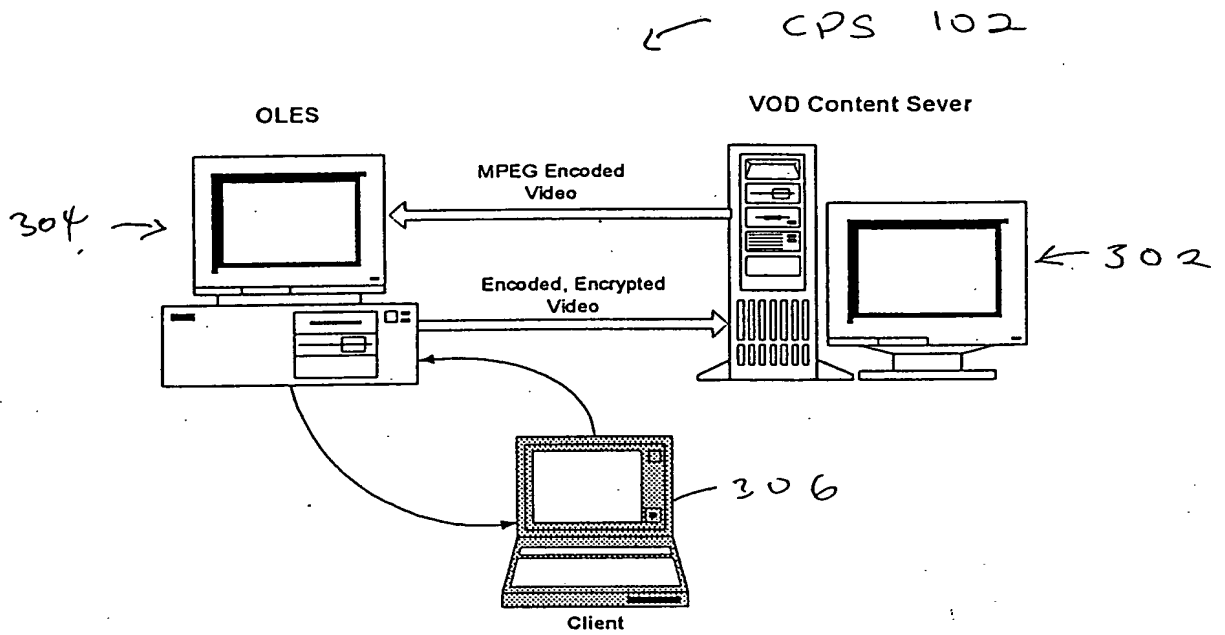 CPS 102
OLES
VOD Content Sever
MPEG Encoded
Video
304
302
Encoded, Encrypted
Video
306
Client